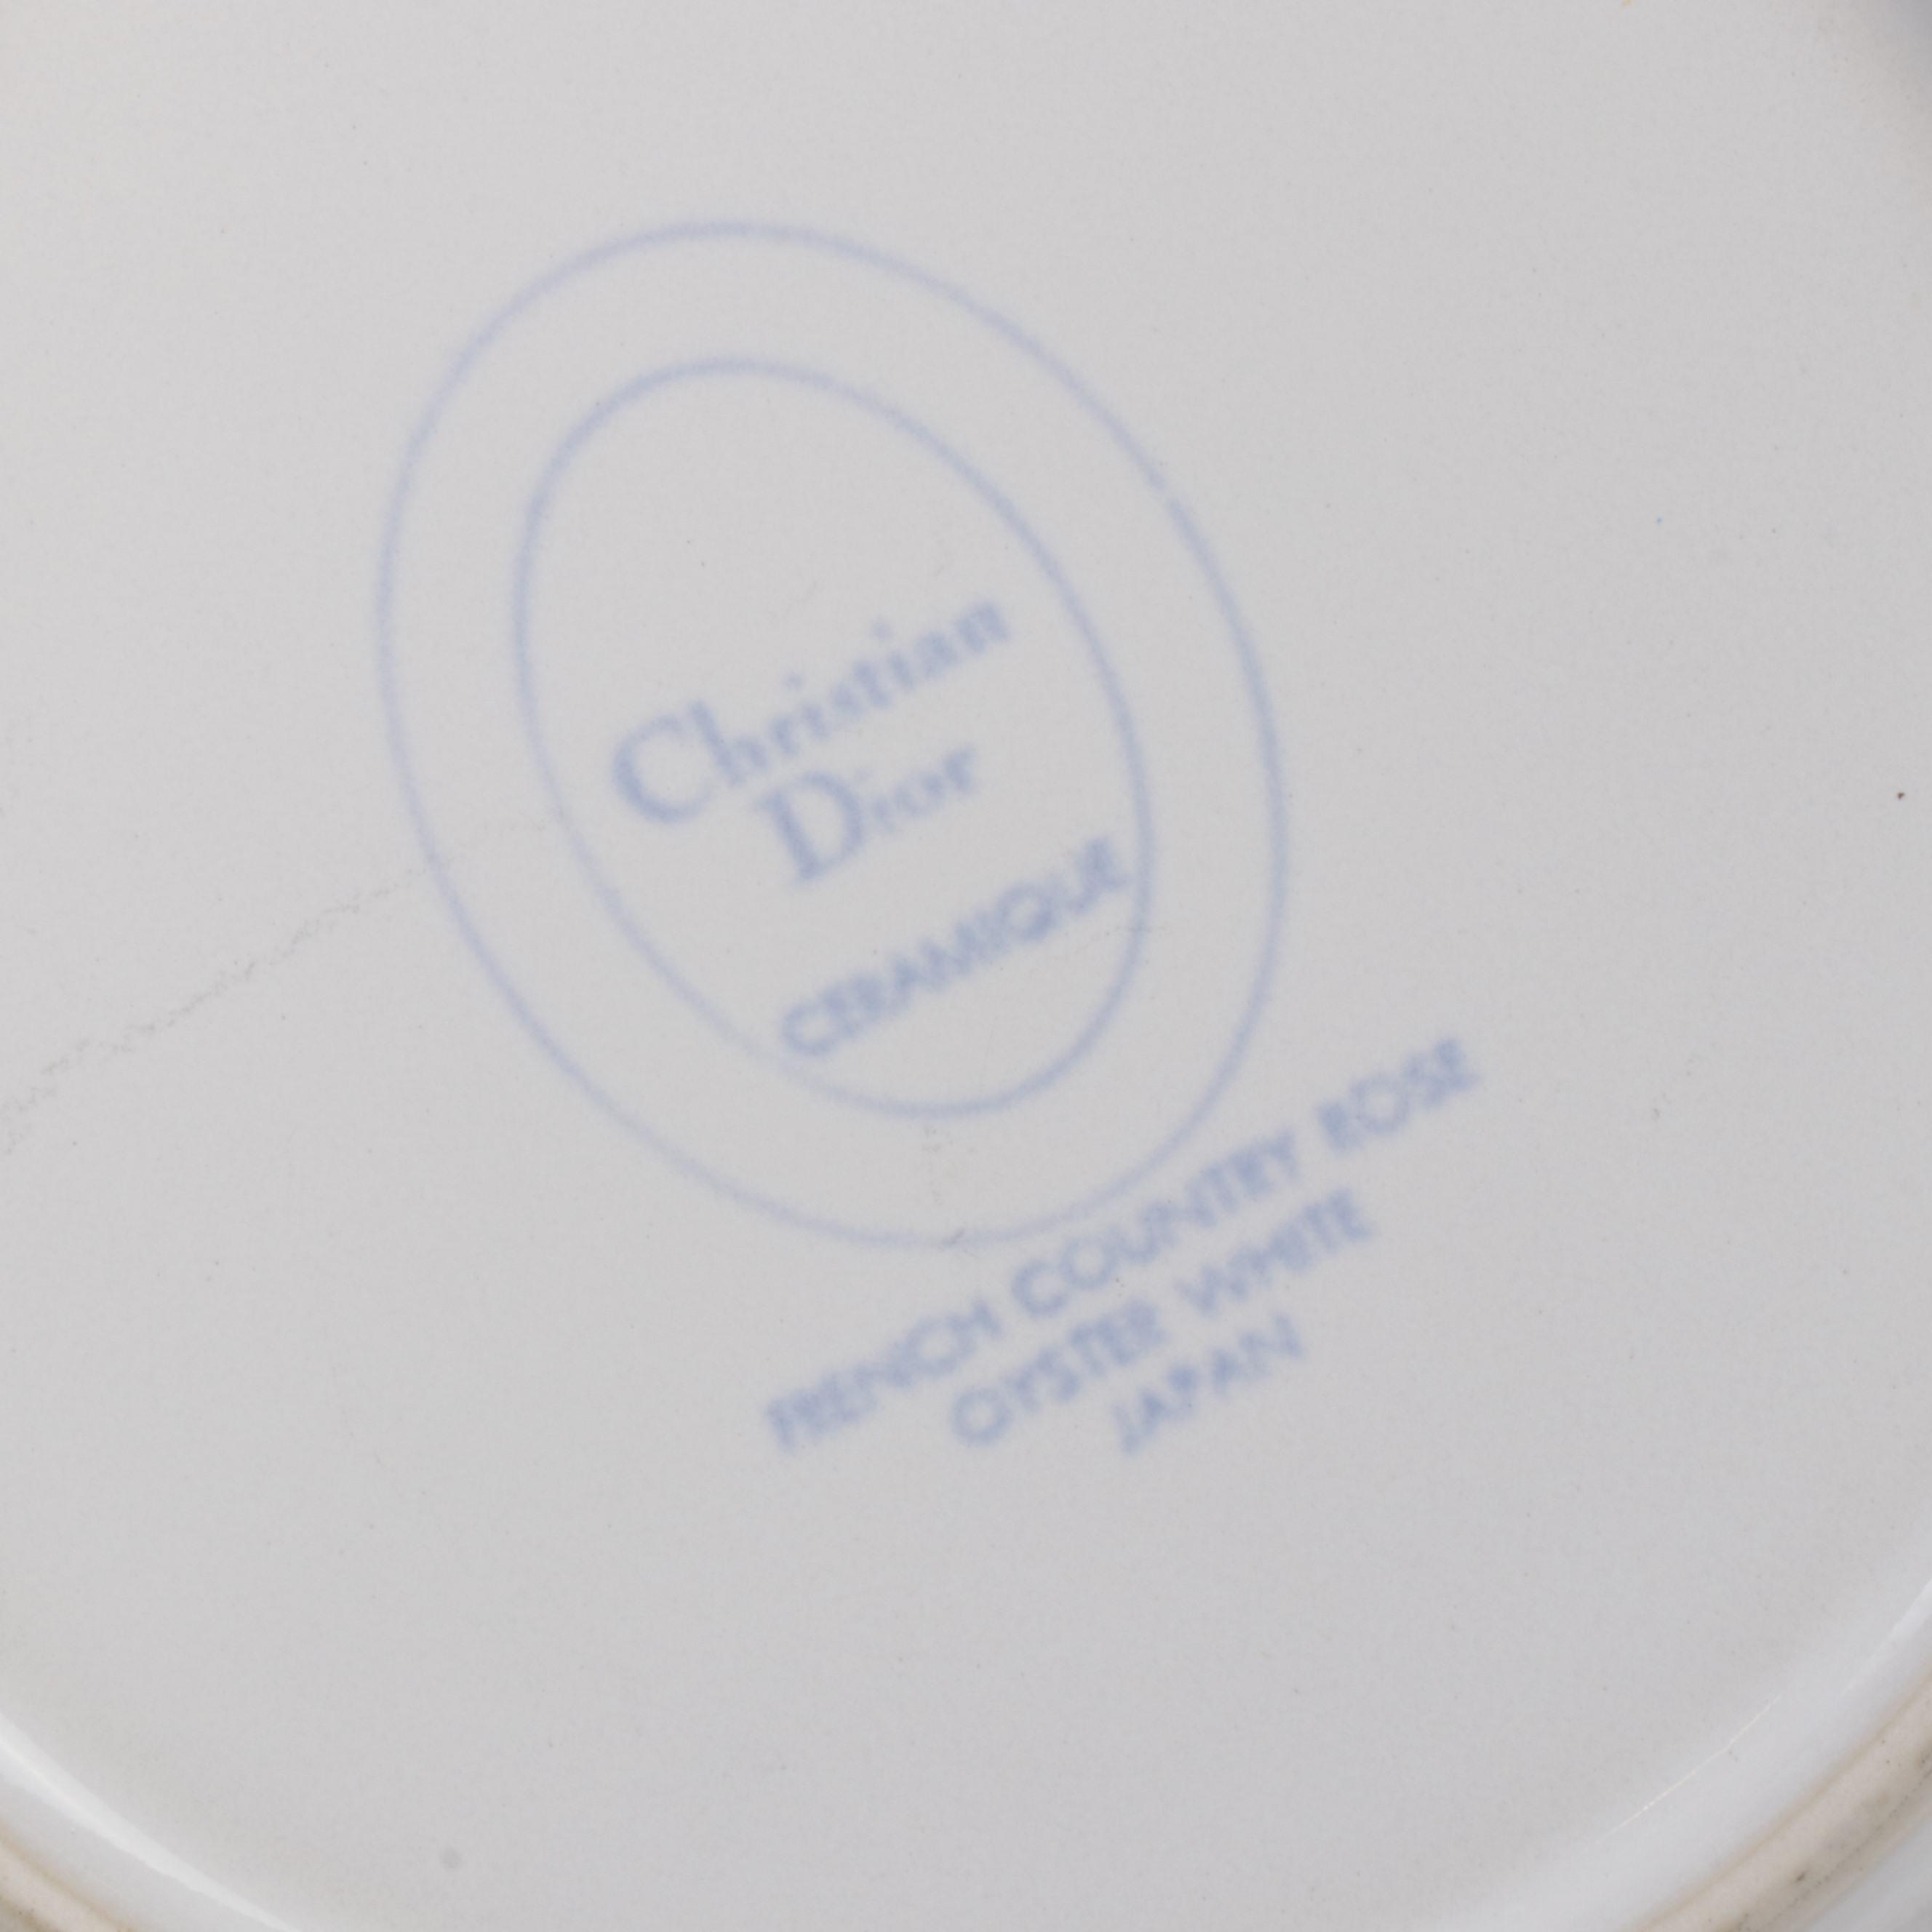 Christian
Dior
CERAMIQUE
FRENCH COUNTRY ROSE
OYSTER WHITE
JAPAN